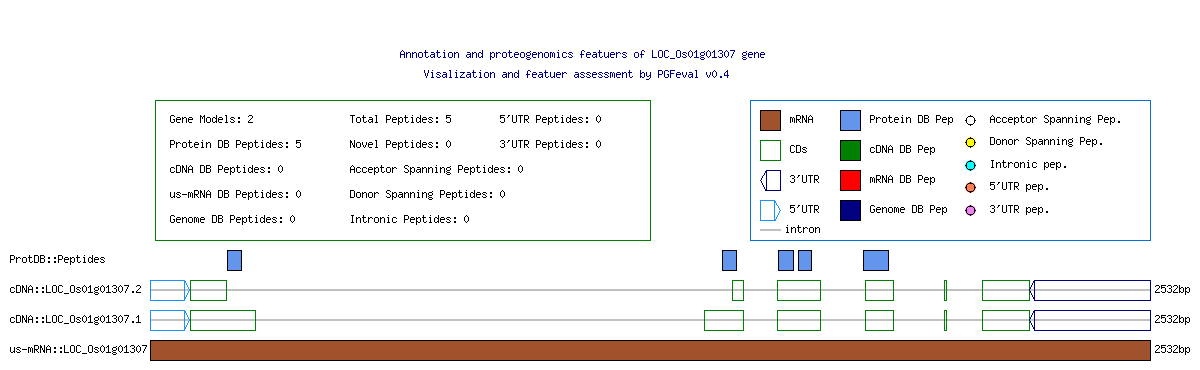 Annotation and proteogenomics featuers of LOC_Os01g01307 gene
Visalization and featuer assessment by PGFeval v0.4
Gene Models: 2 Total Peptides: 5 5'UTR Peptides: 0
Protein DB Peptides: 5 Novel Peptides: 0 3'UTR Peptides: 0
cDNA DB Peptides: 0 Acceptor Spanning Peptides: 0
us-mRNA DB Peptides: 0 Donor Spanning Peptides: 0
Genome DB Peptides: 0 Intronic Peptides: 0
mRNA Protein DB Pep Acceptor Spanning Pep.
CDs cDNA DB Pep Donor Spanning Pep.
3'UTR mRNA DB Pep Intronic pep.
5'UTR Genome DB Pep 5'UTR pep.
intron 3'UTR pep.
ProtDB::Peptides
cDNA::LOC_Os01g01307.2 2532bp
cDNA::LOC_Os01g01307.1 2532bp
us-mRNA::LOC_Os01g01307 2532bp